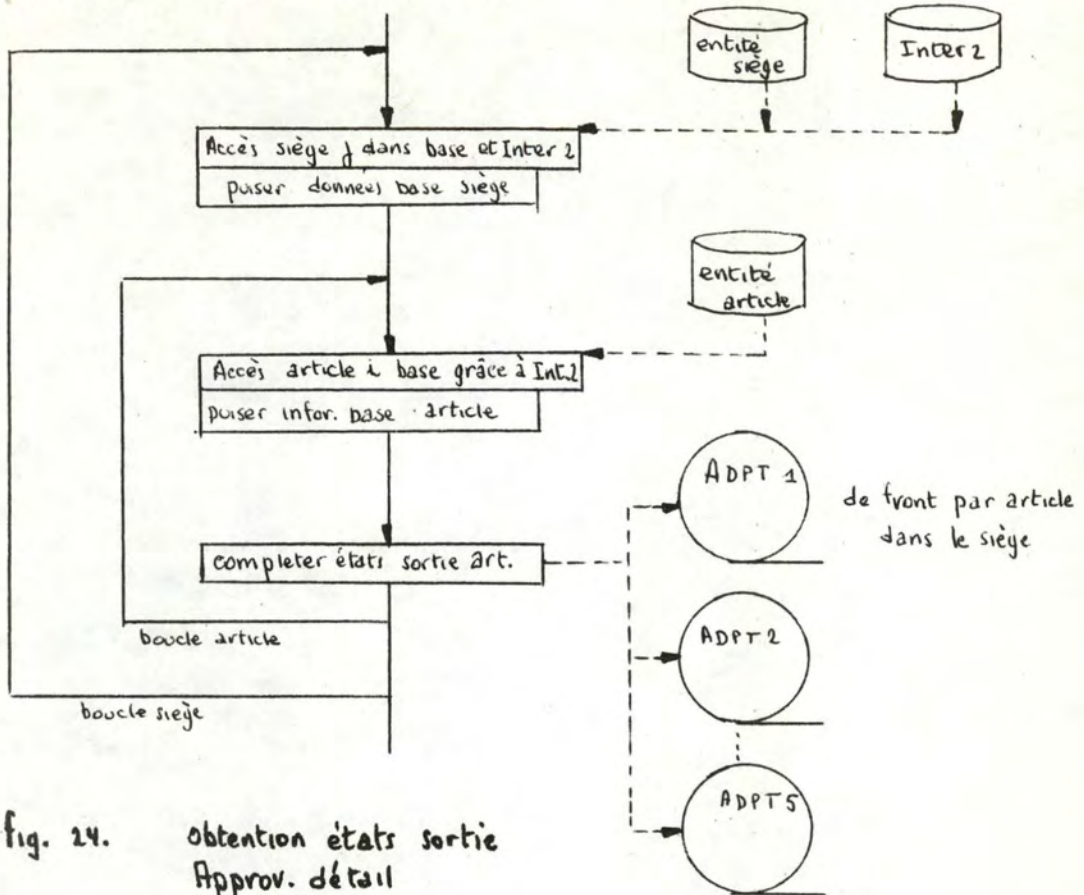 entité
siège
Inter 2
Accès siège j dans base et Inter 2
puiser données base siège
entité
article
Accès article i base grâce à Int.2
puiser infor. base article
ADPT 1
de front par article
dans le siège
completer états sortie art.
boucle article
ADPT 2
boucle siège
ADPT 5
fig. 24. obtention états sortie
Approv. détail